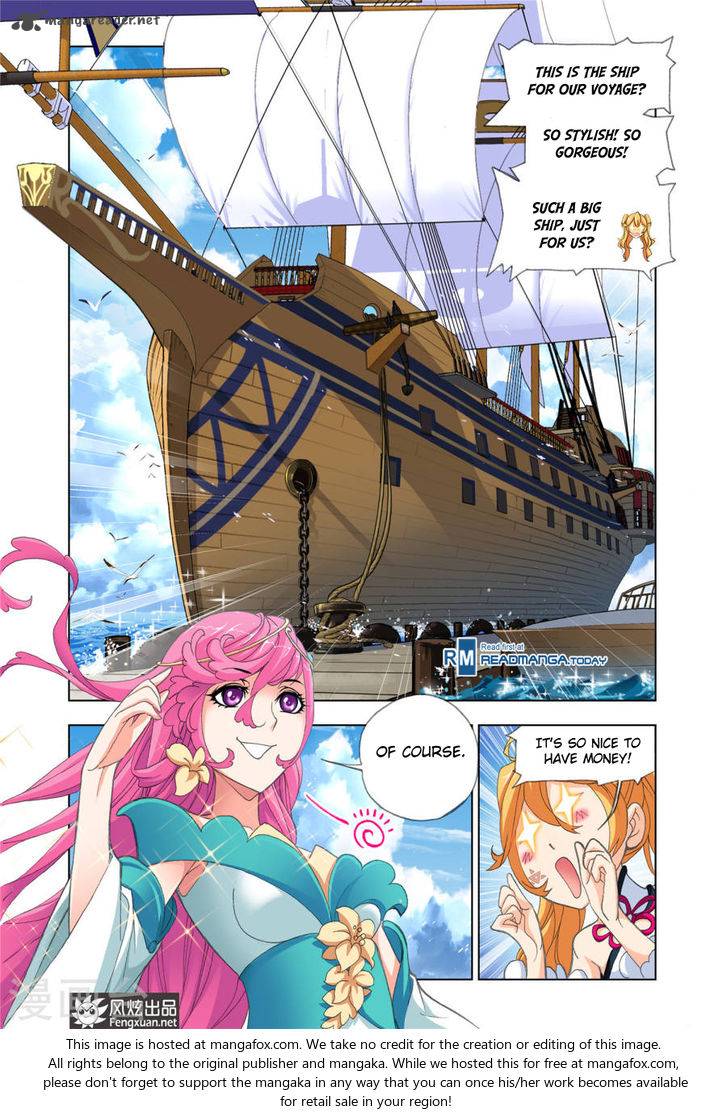 mangareader.net
THIS IS THE SHIP
FOR OUR VOYAGE?
SO STYLISH! SO
GORGEOUS!
SUCH A BIG
SHIP, JUST
FOR US?
Read first at
RM READMANGA.TODAY
OF COURSE.
IT'S SO NICE TO
HAVE MONEY!
风炫出品
Fengxuan.net
This image is hosted at mangafox.com. We take no credit for the creation or editing of this image.
All rights belong to the original publisher and mangaka. While we hosted this for free at mangafox.com,
please don't forget to support the mangaka in any way that you can once his/her work becomes available
for retail sale in your region!